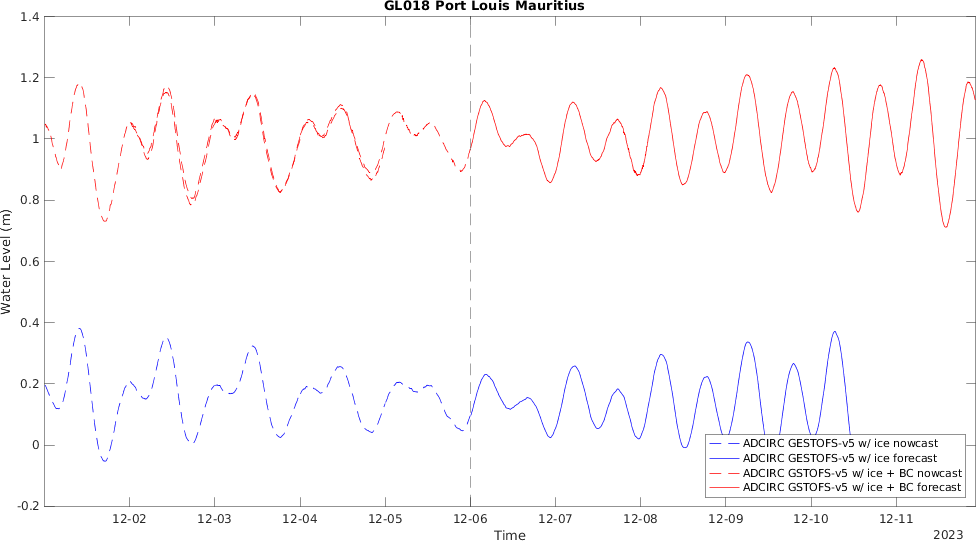 GL018 Port Louis Mauritius
1.4
1.2
1
0.8
0.6
0.4
0.2
0
-0.2
Water Level (m)
ADCIRC GESTOFS-v5 w/ ice nowcast
ADCIRC GESTOFS-v5 w/ ice forecast
ADCIRC GSTOFS-v5 w/ ice + BC nowcast
ADCIRC GSTOFS-v5 w/ ice + BC forecast
12-02 12-03 12-04 12-05 12-06 12-07 12-08 12-09 12-10 12-11
Time
2023